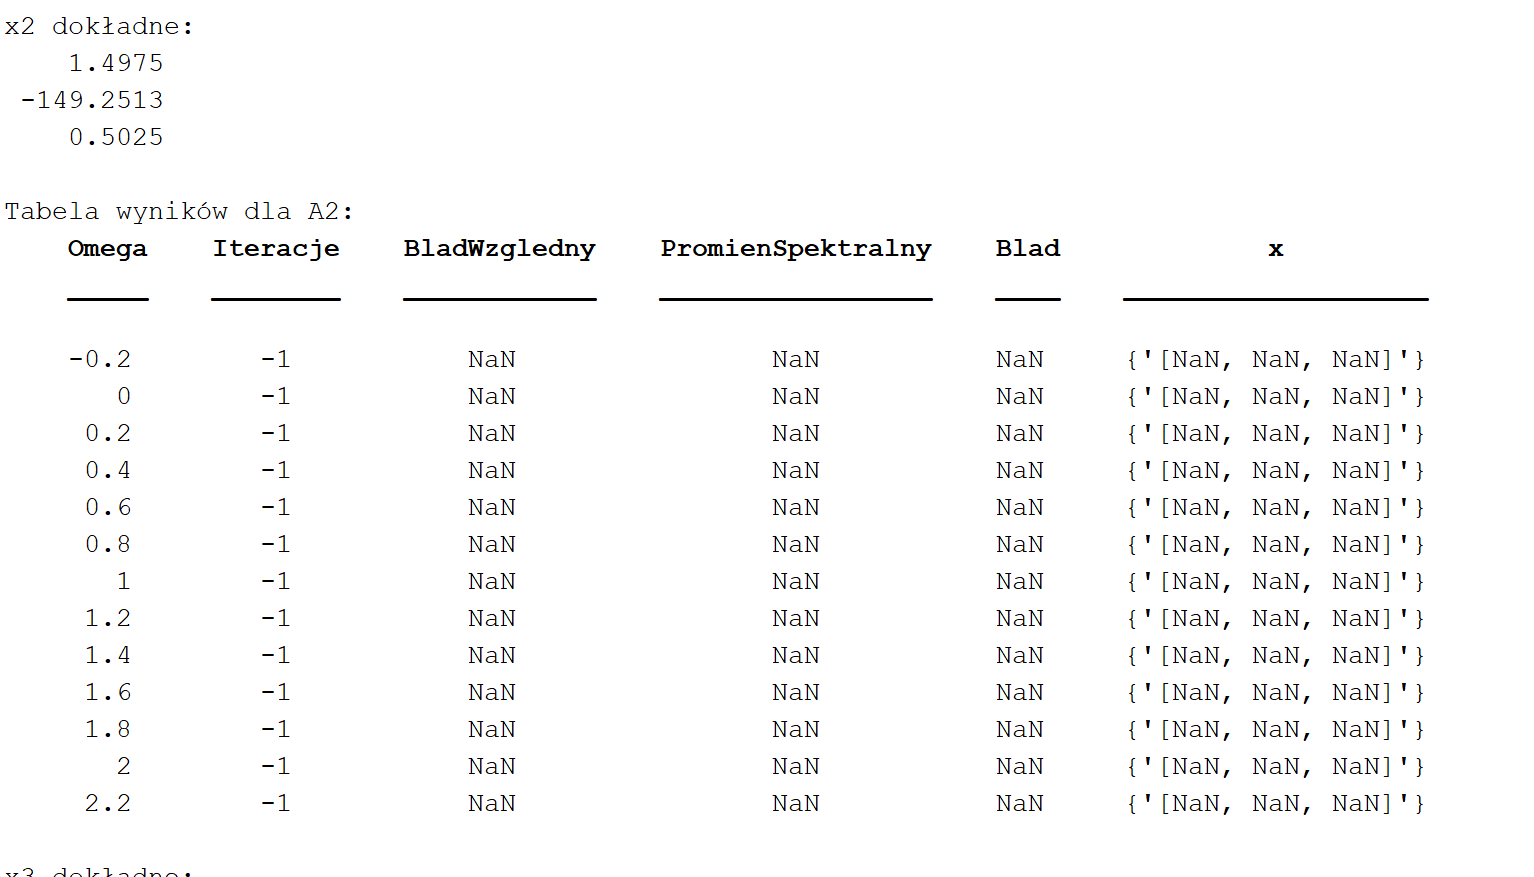 x2 dokładne:
1.4975
-149.2513
0.5025
Tabela wyników dla A2:
Omega Iteracje BladWzgledny PromienSpektralny Blad x
-0.2 -1 NaN NaN NaN {'[NaN, NaN, NaN]'}
0 -1 NaN NaN NaN {'[NaN, NaN, NaN]'}
0.2 -1 NaN NaN NaN {'[NaN, NaN, NaN]'}
0.4 -1 NaN NaN NaN {'[NaN, NaN, NaN]'}
0.6 -1 NaN NaN NaN {'[NaN, NaN, NaN]'}
0.8 -1 NaN NaN NaN {'[NaN, NaN, NaN]'}
1 -1 NaN NaN NaN {'[NaN, NaN, NaN]'}
1.2 -1 NaN NaN NaN {'[NaN, NaN, NaN]'}
1.4 -1 NaN NaN NaN {'[NaN, NaN, NaN]'}
1.6 -1 NaN NaN NaN {'[NaN, NaN, NaN]'}
1.8 -1 NaN NaN NaN {'[NaN, NaN, NaN]'}
2 -1 NaN NaN NaN {'[NaN, NaN, NaN]'}
2.2 -1 NaN NaN NaN {'[NaN, NaN, NaN]'}
x3 dokładne: